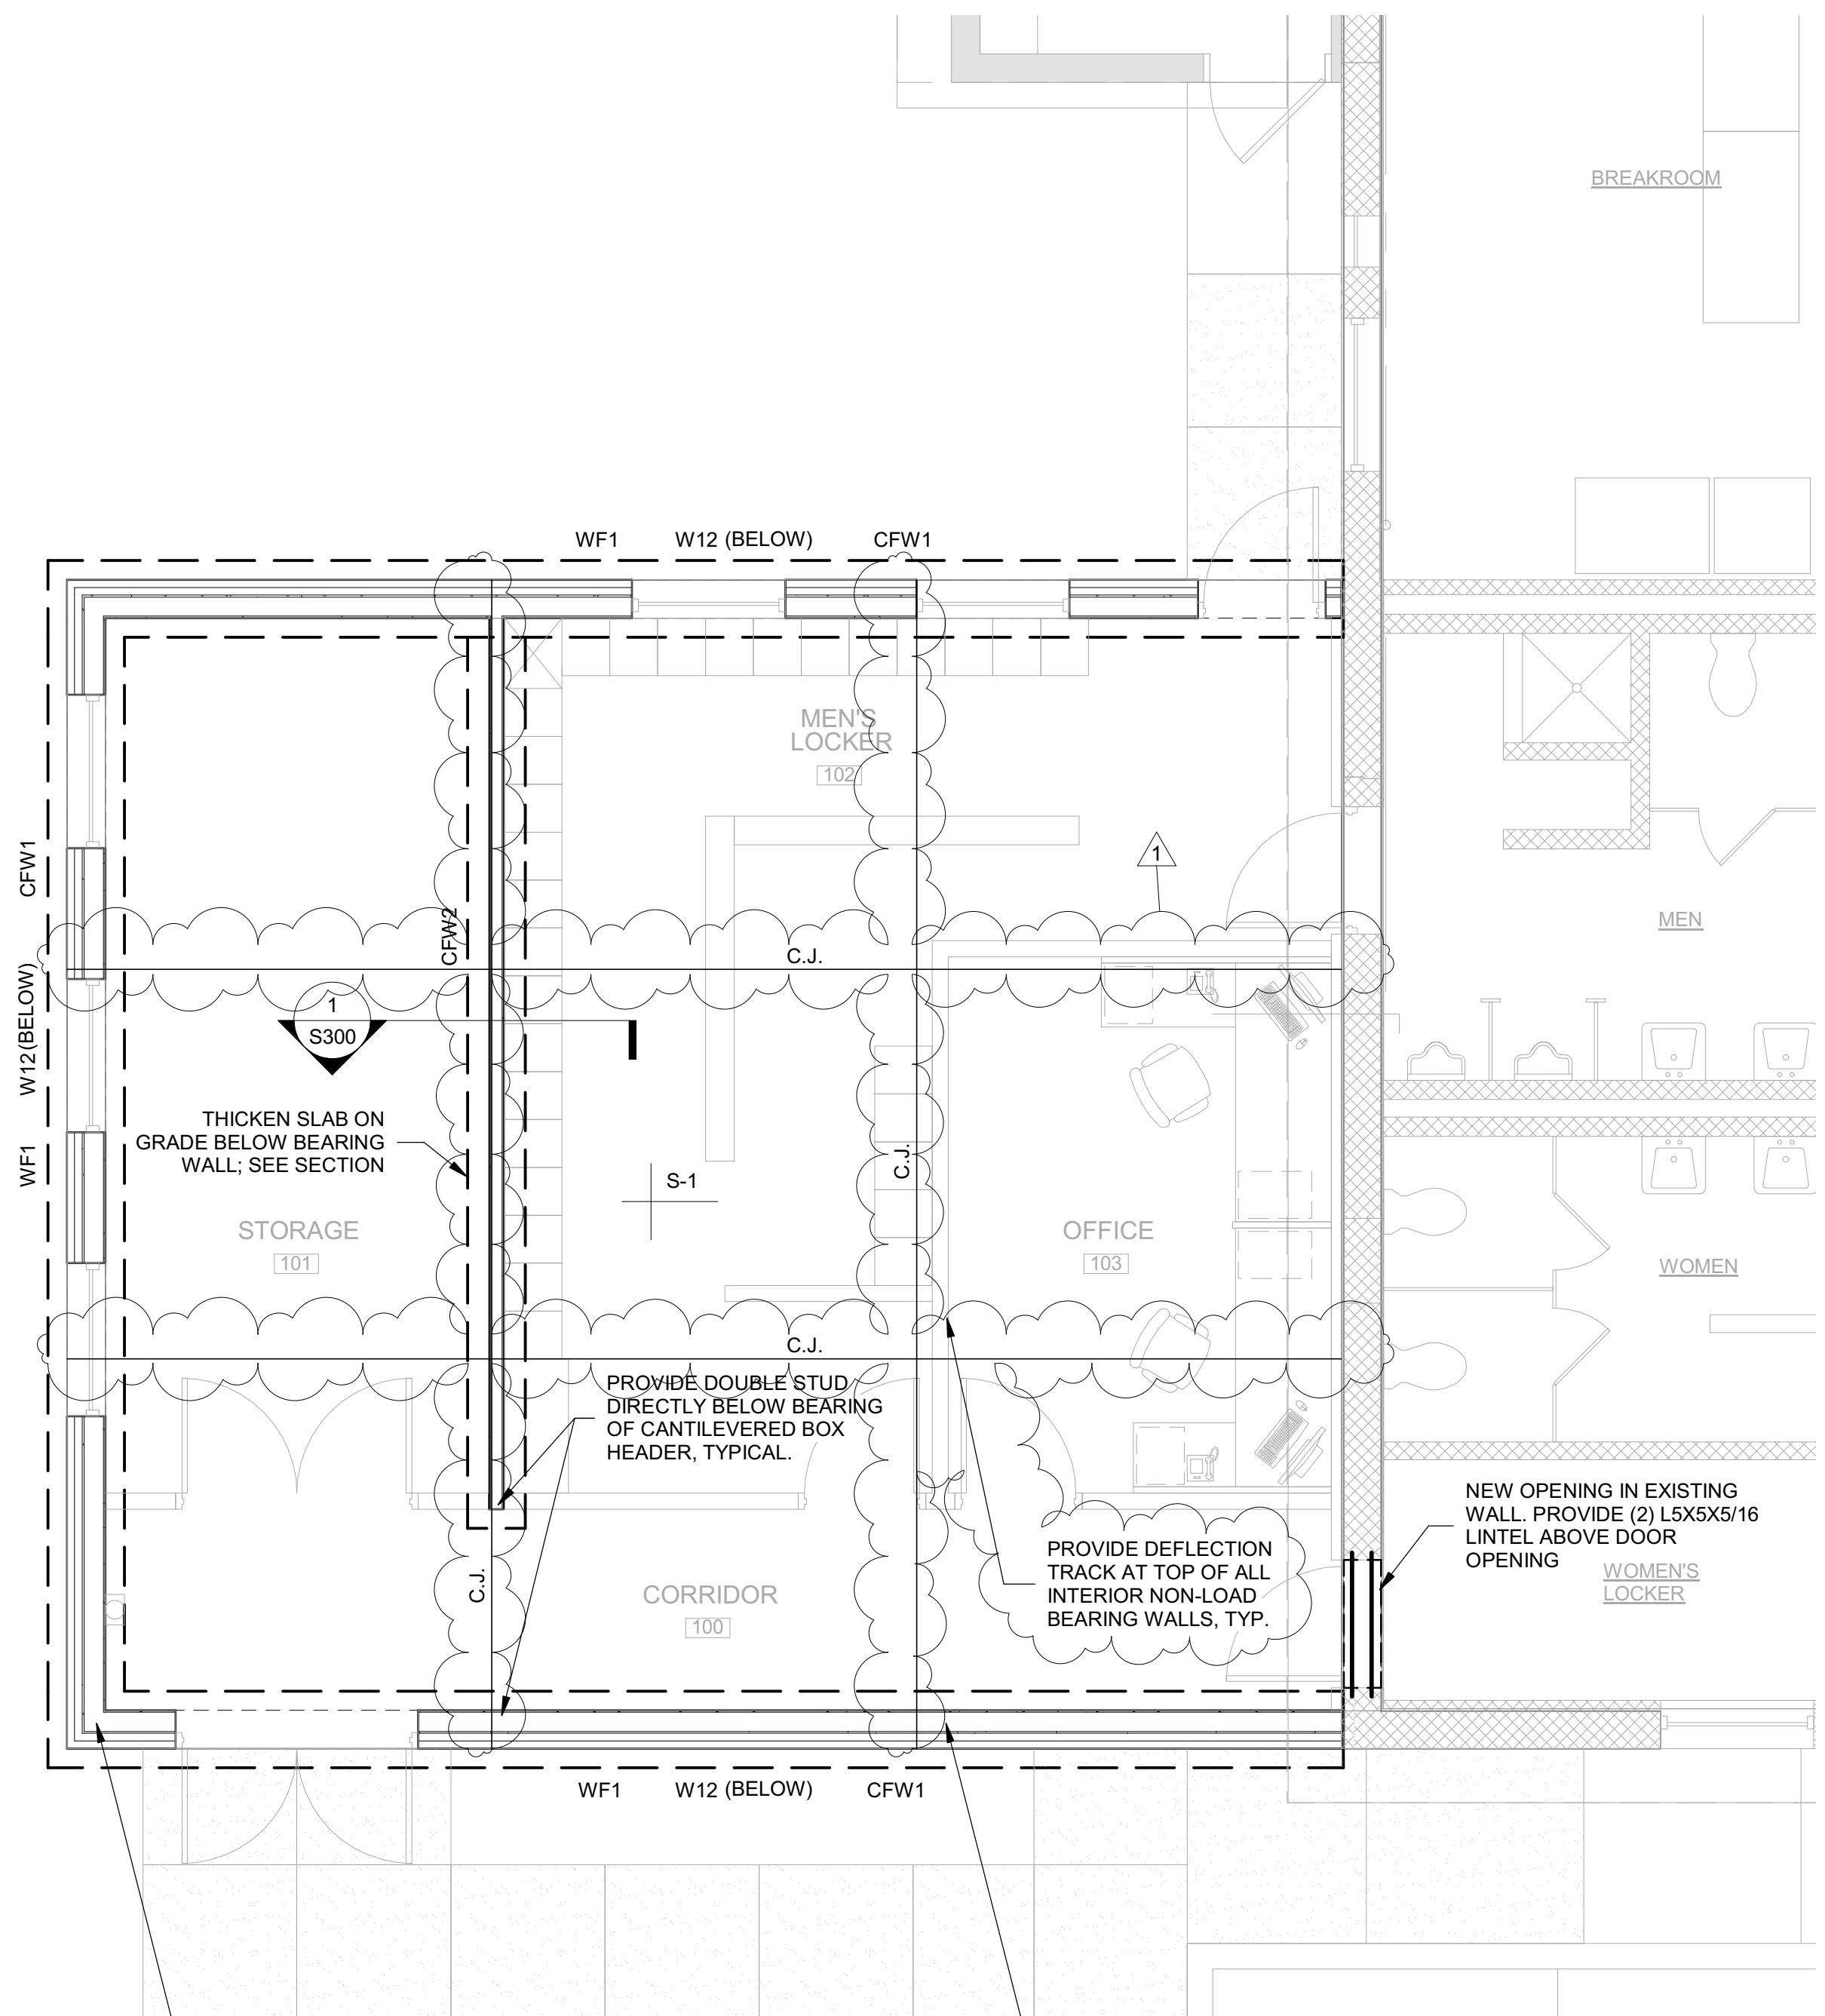 BREAKROOM
WF1
W12 (BELOW)
CFW1
MEN'S
LOCKER
102
1
CFW1
CFW2
MEN
C.J.
W12(BELOW)
1
S300
THICKEN SLAB ON
GRADE BELOW BEARING
WALL; SEE SECTION
WF1
C.J.
S-1
STORAGE
101
OFFICE
103
WOMEN
C.J.
PROVIDE DOUBLE STUD
DIRECTLY BELOW BEARING
OF CANTILEVERED BOX
HEADER, TYPICAL.
NEW OPENING IN EXISTING
WALL. PROVIDE (2) L5X5X5/16
LINTEL ABOVE DOOR
OPENING
PROVIDE DEFLECTION
TRACK AT TOP OF ALL
INTERIOR NON-LOAD
BEARING WALLS, TYP.
WOMEN'S
LOCKER
C.J.
CORRIDOR
100
WF1
W12 (BELOW)
CFW1